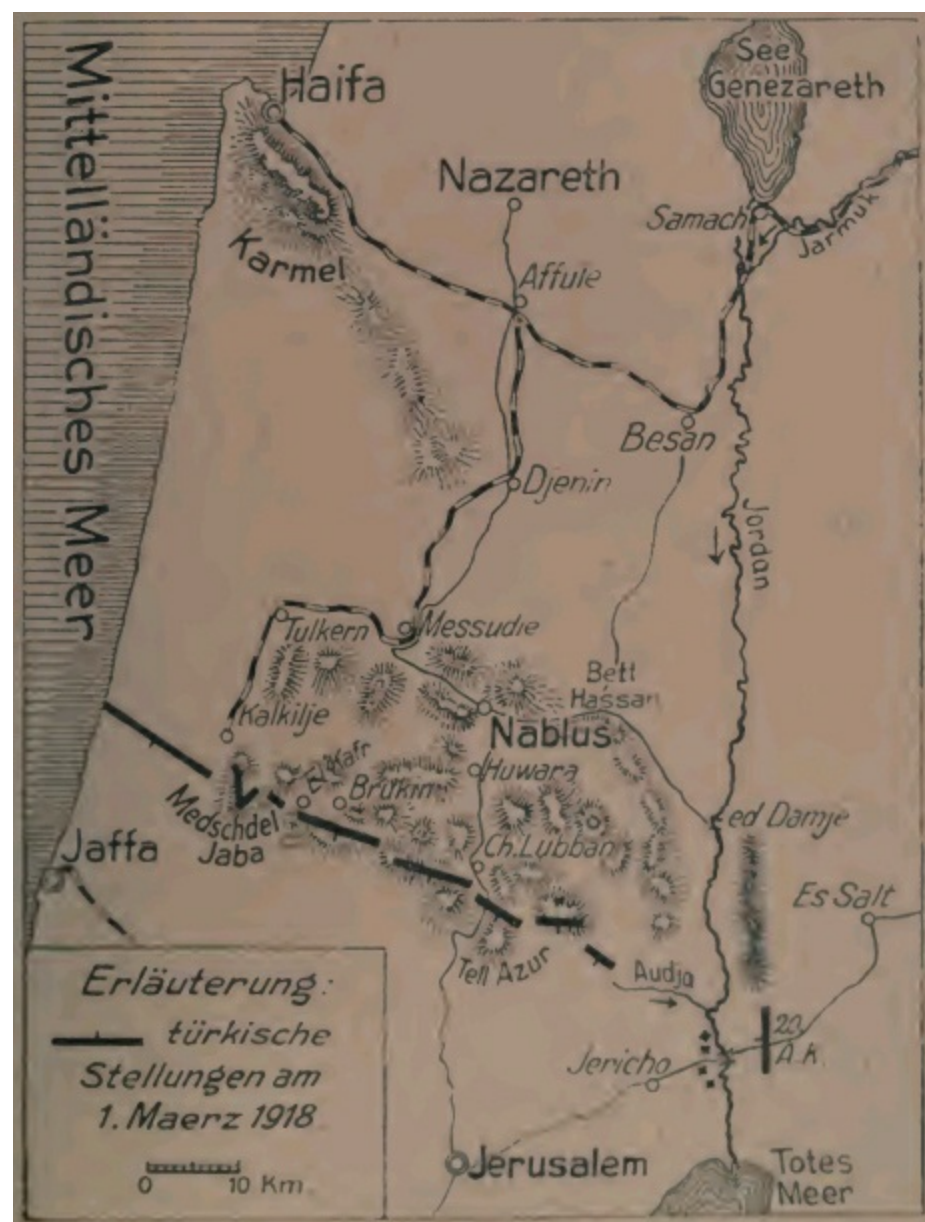 Mittelländisches Meer
Haifa
See
Genezareth
Nazareth
Samach
Jarmuk
Karmel
Affule
Besan
Djenin
Jordan
Tulkern
Messudie
Bett
Hassan
Kalkilje
Nablus
Kafr
Huwara
Brukin
Medschdel
Jaba
ed Damje
Jaffa
Ch. Lubban
Es Salt
Tell Azur
Audja
Erläuterung:
türkische
Stellungen am
1. Maerz 1918
0 10 Km.
20.
A.k.
Jericho
Jerusalem
Totes
Meer